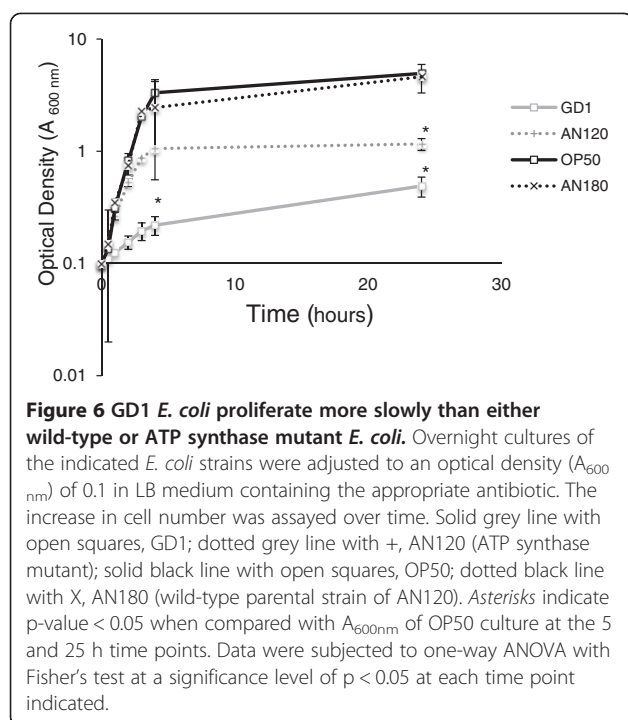 10
1
0.1
0.01
Optical Density (A 600 nm)
0
10
20
30
Time (hours)
GD1
AN120
OP50
AN180
*
*
*
Figure 6 GD1 E. coli proliferate more slowly than either
wild-type or ATP synthase mutant E. coli. Overnight cultures of
the indicated E. coli strains were adjusted to an optical density (A600
nm) of 0.1 in LB medium containing the appropriate antibiotic. The
increase in cell number was assayed over time. Solid grey line with
open squares, GD1; dotted grey line with +, AN120 (ATP synthase
mutant); solid black line with open squares, OP50; dotted black line
with X, AN180 (wild-type parental strain of AN120). Asterisks indicate
p-value < 0.05 when compared with A600nm of OP50 culture at the 5
and 25 h time points. Data were subjected to one-way ANOVA with
Fisher's test at a significance level of p < 0.05 at each time point
indicated.